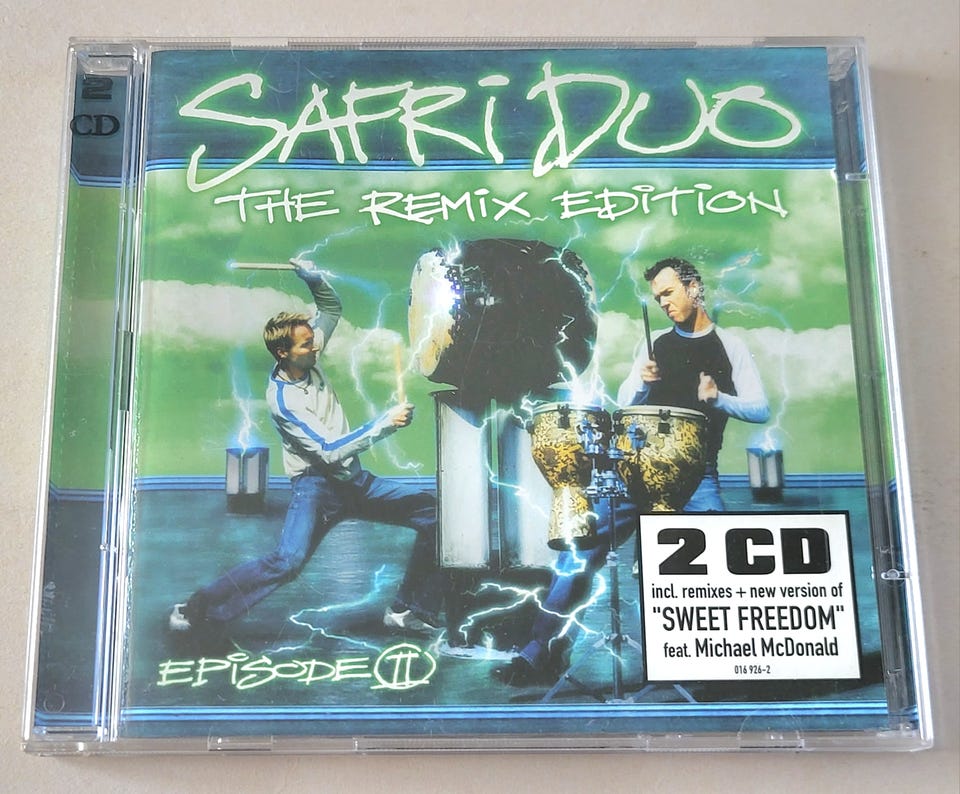 2
CD
SAFRi DUO
THE REMiX EDiTiON
EPiSODE II
2 CD
incl. remixes + new version of
"SWEET FREEDOM"
feat. Michael McDonald
016 926-2